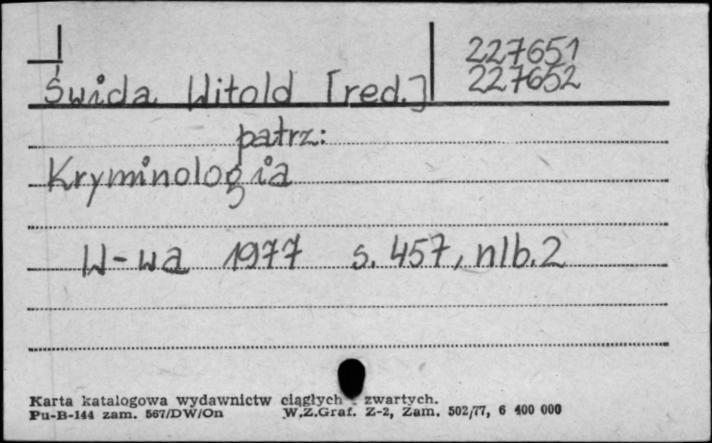 227651
227652
Świda Witold [red.]
patrz:
Kryminologia
W-wa 1977 s. 457, nlb. 2
Karta katalogowa wydawnictw ciągłych - zwartych.
Pu-B-144 zam. 567/DW/On W.Z.Graf. Z-2, Zam. 502/77, 6 400 000